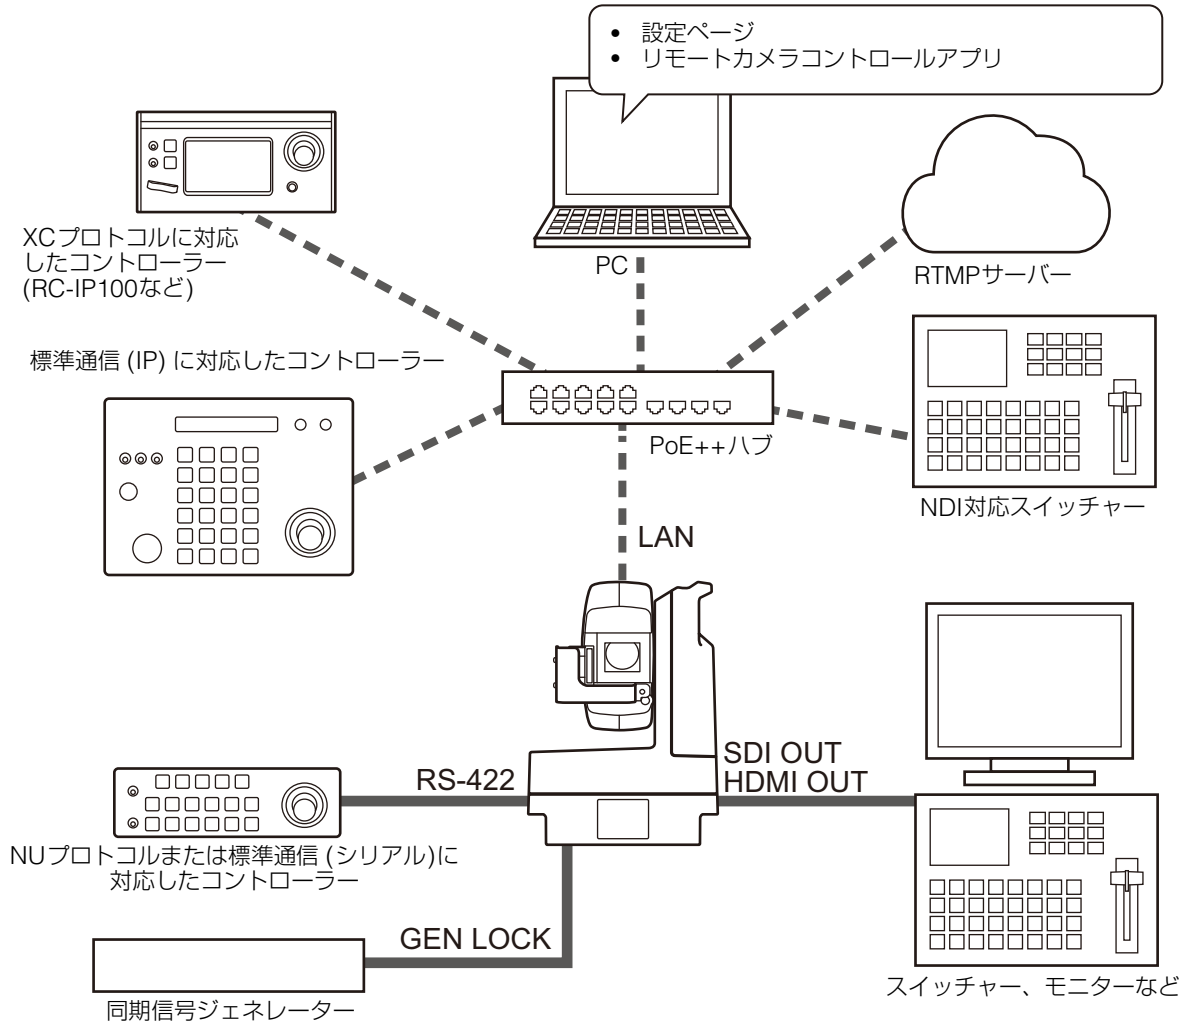 • 設定ページ
• リモートカメラコントロールアプリ
XCプロトコルに対応
したコントローラー
(RC-IP100など)
PC
RTMPサーバー
標準通信 (IP) に対応したコントローラー
PoE++ハブ
NDI対応スイッチャー
LAN
SDI OUT
HDMI OUT
RS-422
NUプロトコルまたは標準通信 (シリアル)に
対応したコントローラー
GEN LOCK
スイッチャー、モニターなど
同期信号ジェネレーター